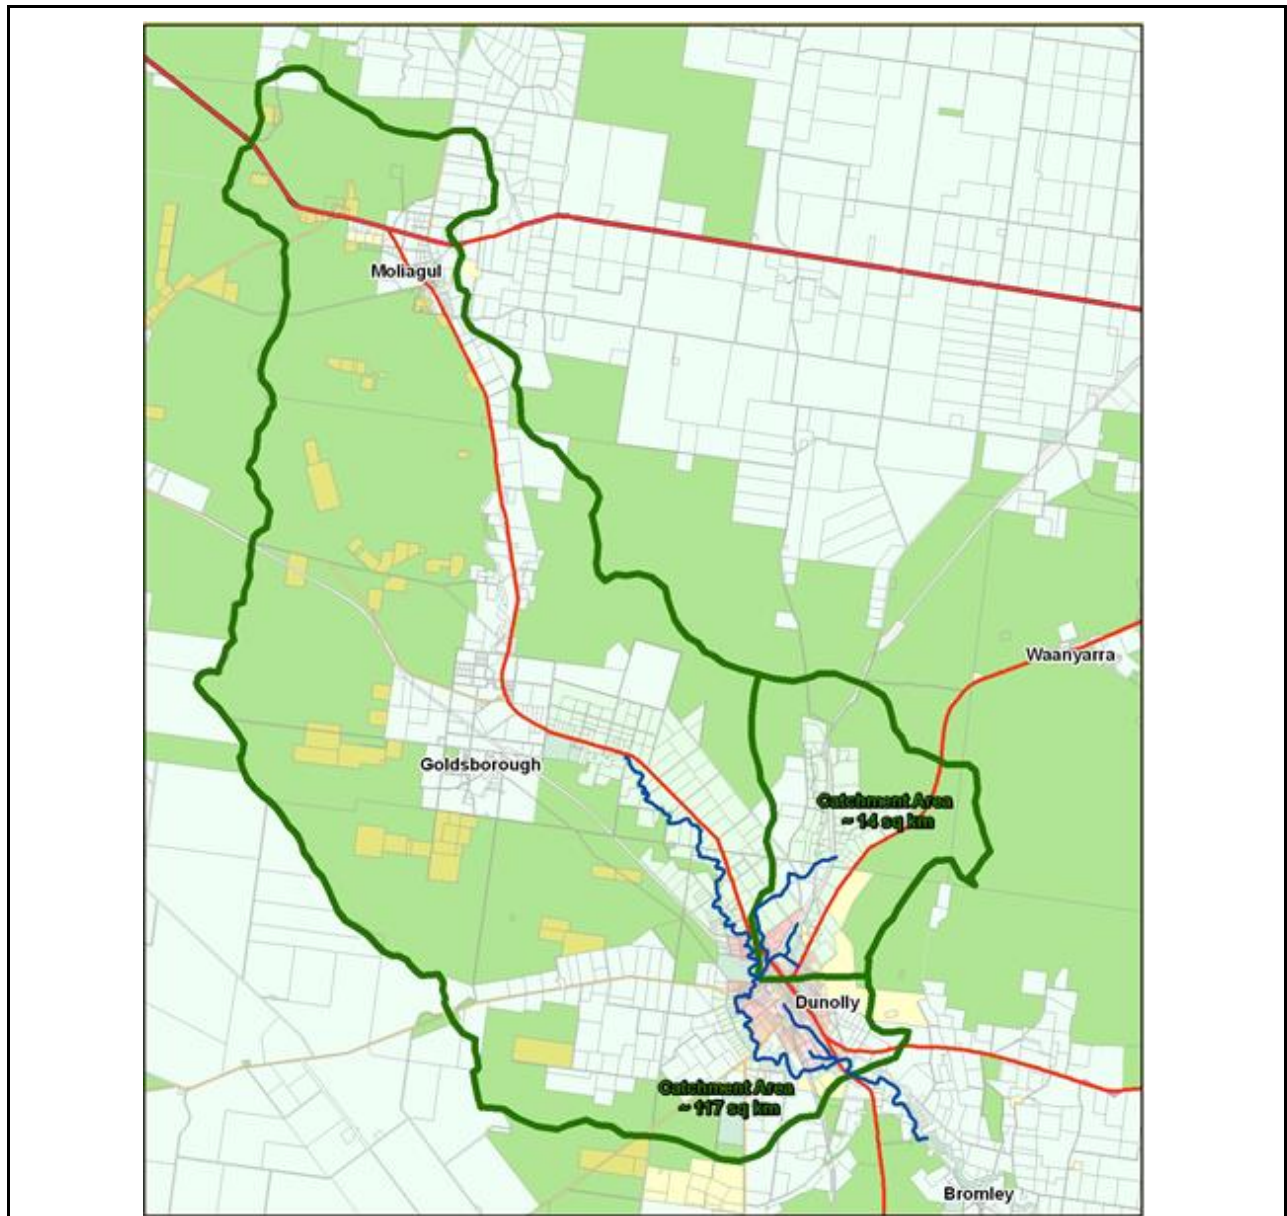 Moliagul
Waanyarra
Goldsborough
Catchment Area
~ 14 sq km
Dunolly
Catchment Area
~ 117 sq km
Bromley